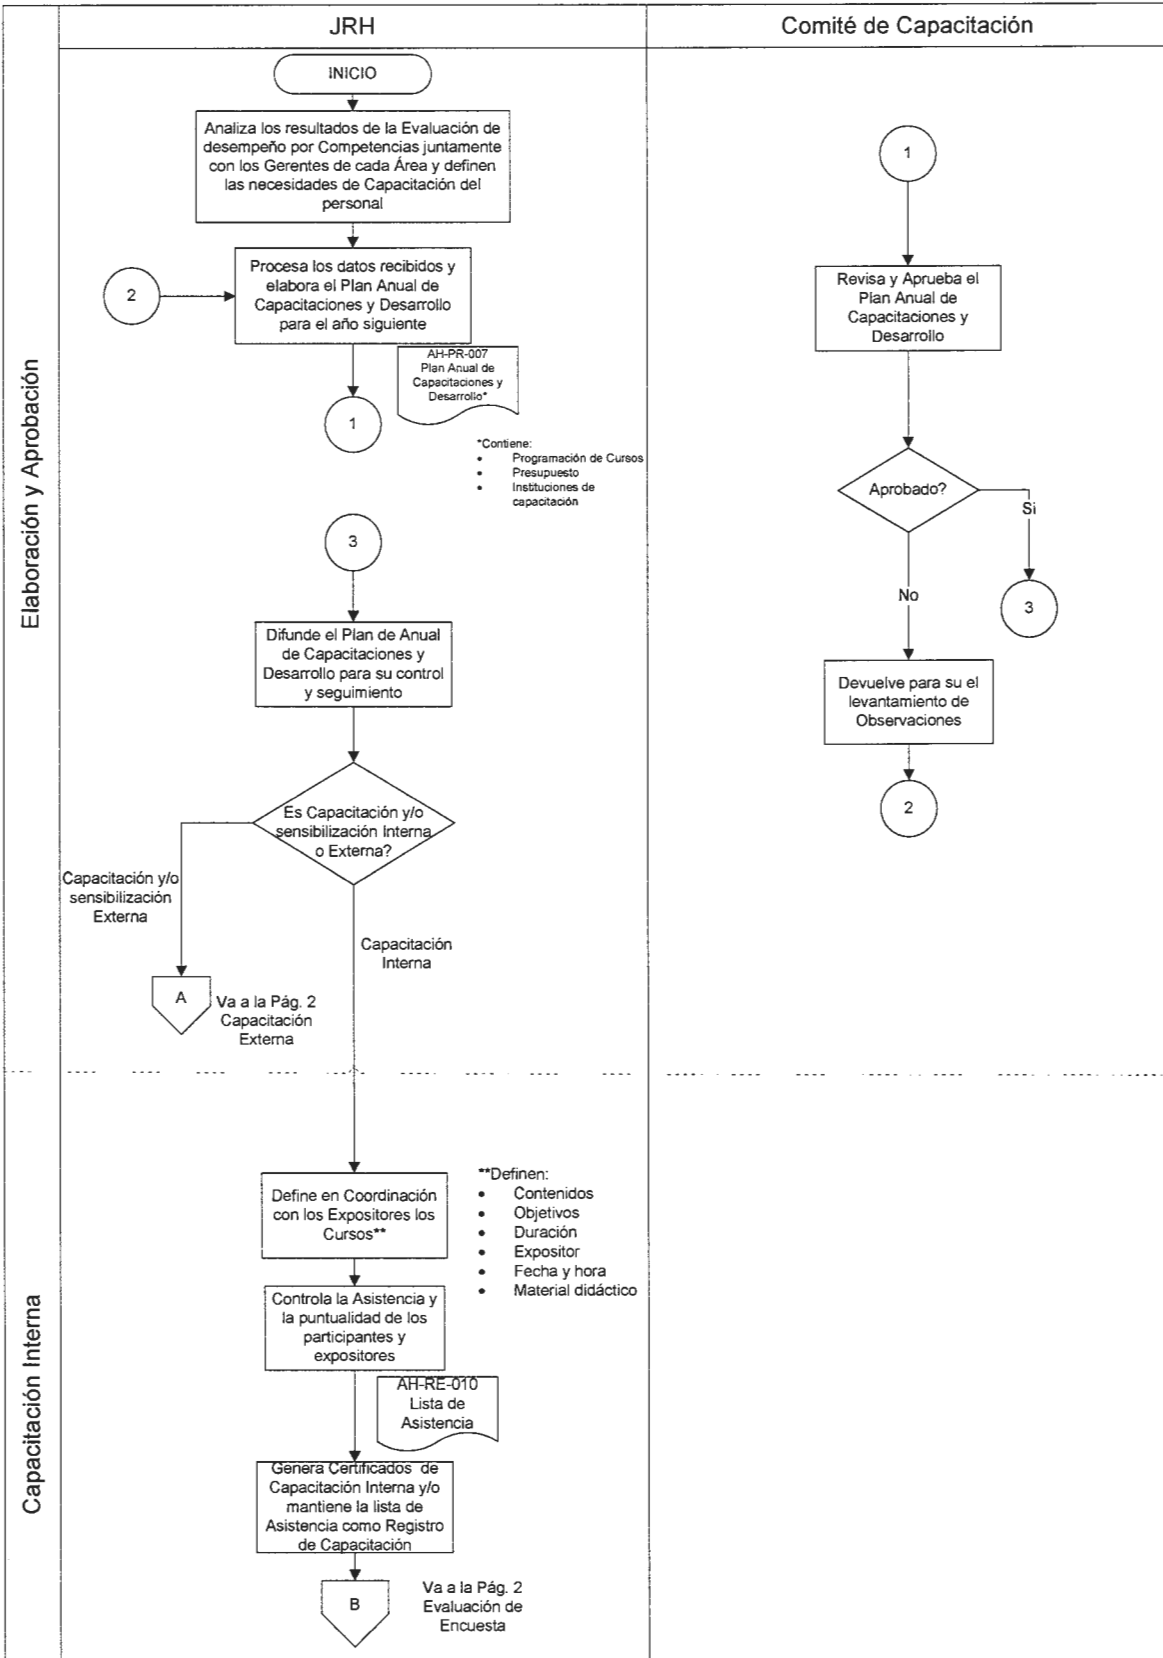 JRH
Comité de Capacitación
Elaboración y Aprobación
INICIO
Analiza los resultados de la Evaluación de
desempeño por Competencias juntamente
con los Gerentes de cada Área y definen
las necesidades de Capacitación del
personal
2
Procesa los datos recibidos y
elabora el Plan Anual de
Capacitaciones y Desarrollo
para el año siguiente
AH-PR-007
Plan Anual de
Capacitaciones y
Desarrollo*
1
*Contiene:
• Programación de Cursos
• Presupuesto
• Instituciones de
capacitación
3
Difunde el Plan de Anual
de Capacitaciones y
Desarrollo para su control
y seguimiento
Es Capacitación y/o
sensibilización Interna
o Externa?
Capacitación y/o
sensibilización
Externa
Capacitación
Interna
A
Va a la Pág. 2
Capacitación
Externa
1
Revisa y Aprueba el
Plan Anual de
Capacitaciones y
Desarrollo
Aprobado?
Si
No
3
Devuelve para su el
levantamiento de
Observaciones
2
Capacitación Interna
Define en Coordinación
con los Expositores los
Cursos**
**Definen:
• Contenidos
• Objetivos
• Duración
• Expositor
• Fecha y hora
• Material didáctico
Controla la Asistencia y
la puntualidad de los
participantes y
expositores
AH-RE-010
Lista de
Asistencia
Genera Certificados de
Capacitación Interna y/o
mantiene la lista de
Asistencia como Registro
de Capacitación
B
Va a la Pág. 2
Evaluación de
Encuesta